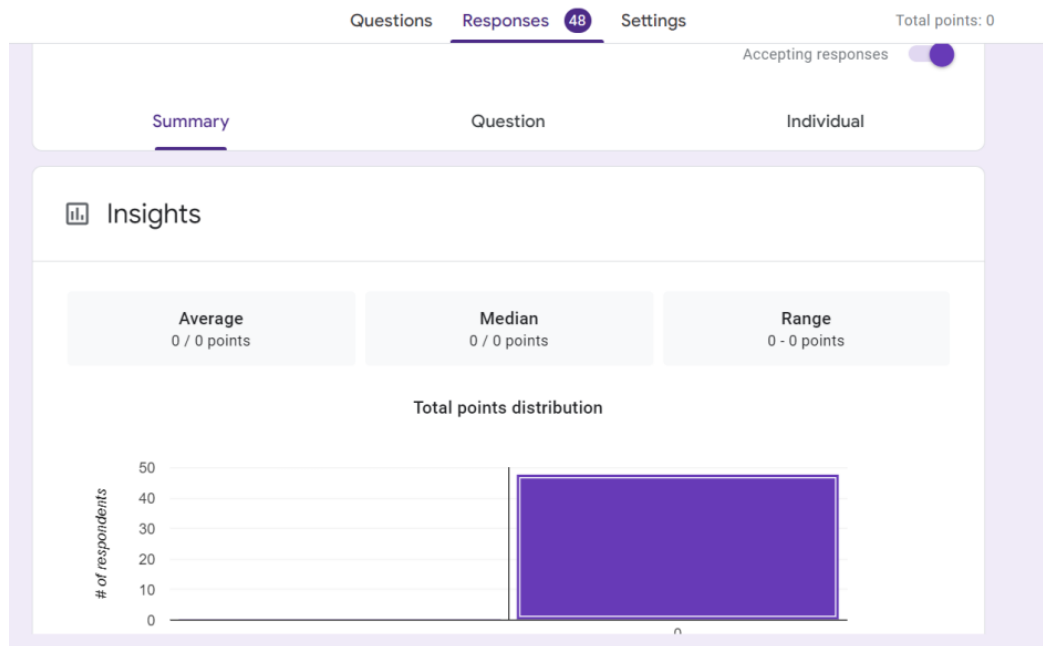 Questions Responses 48 Settings Total points: 0
Accepting responses
Summary Question Individual
Insights
Average Median Range
0 / 0 points 0 / 0 points 0 - 0 points
Total points distribution
50
40
30
20
10
0
# of respondents
0